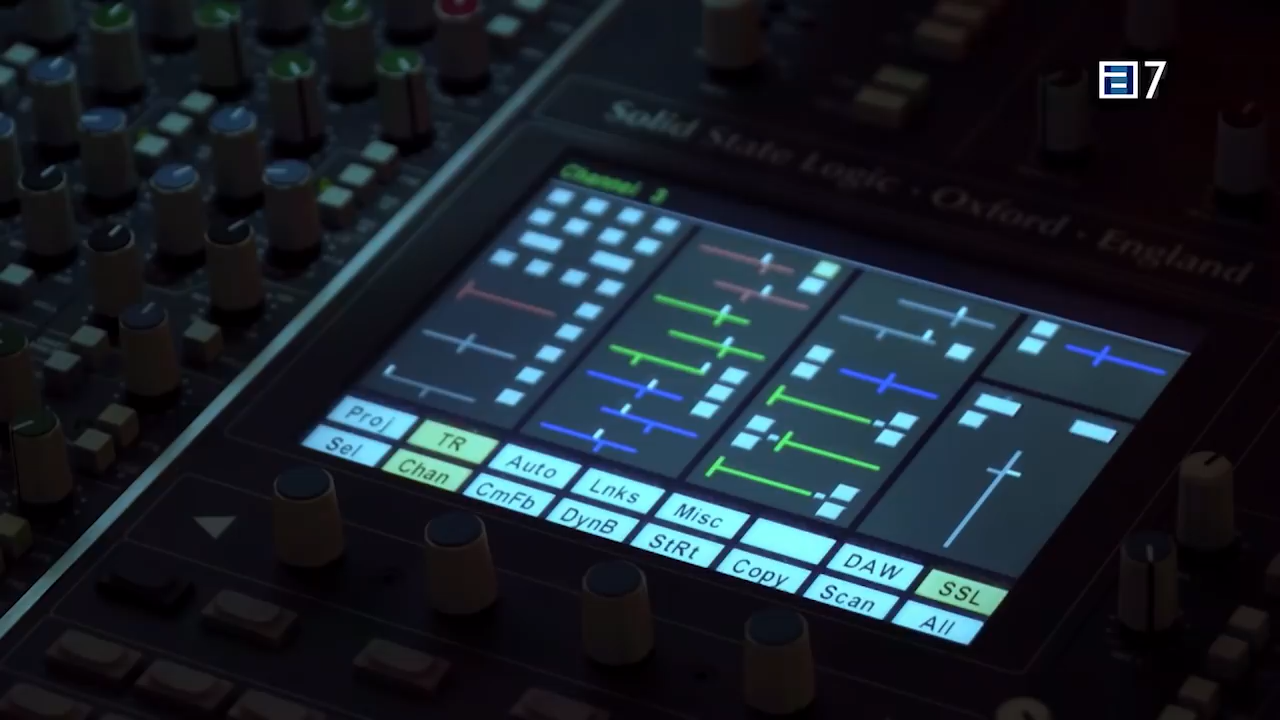 7
Solid State Logic · Oxford · England
Channel 3
Proj TR Auto Lnks Misc DAW SSL
Sel Chan CmFb DynB StRt Copy Scan All